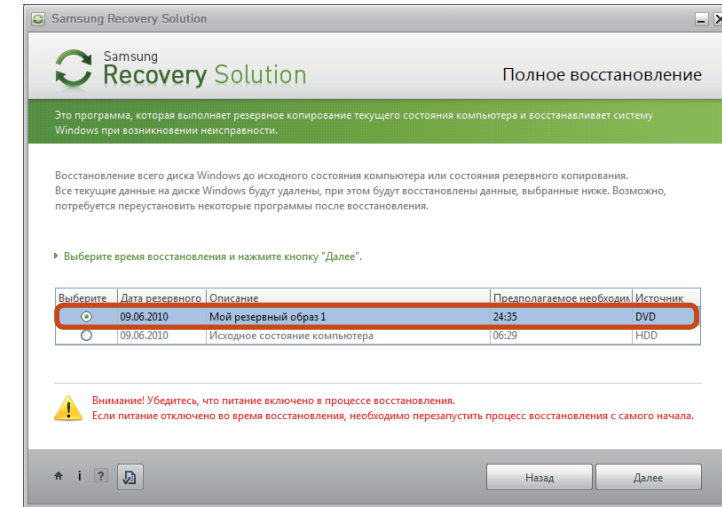 Samsung Recovery Solution
Samsung
Recovery Solution
Полное восстановление
Это программа, которая выполняет резервное копирование текущего состояния компьютера и восстанавливает систему
Windows при возникновении неисправности.
Восстановление всего диска Windows до исходного состояния компьютера или состояния резервного копирования.
Все текущие данные на диске Windows будут удалены, при этом будут восстановлены данные, выбранные ниже. Возможно,
потребуется переустановить некоторые программы после восстановления.
Выберите время восстановления и нажмите кнопку "Далее".
Выберите Дата резервного Описание Предполагаемое необходим Источник
09.06.2010 Мой резервный образ 1 24:35 DVD
09.06.2010 Исходное состояние компьютера 06:29 HDD
Внимание! Убедитесь, что питание включено в процессе восстановления.
Если питание отключено во время восстановления, необходимо перезапустить процесс восстановления с самого начала.
i ? Назад Далее